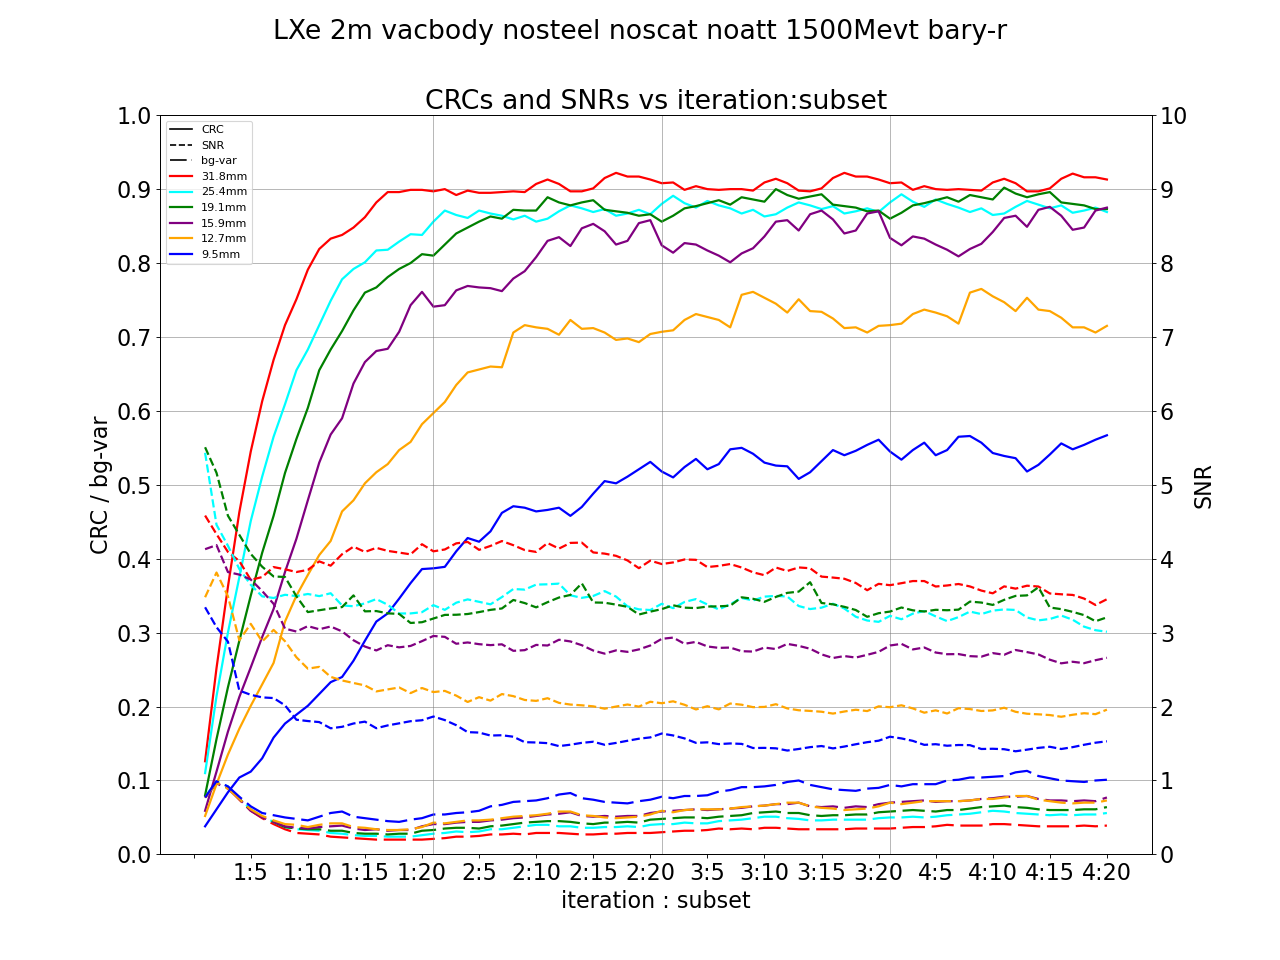 LXe 2m vacbody nosteel noscat noatt 1500Mevt bary-r
CRCs and SNRs vs iteration:subset
1.0
0.9
0.8
0.7
0.6
0.5
0.4
0.3
0.2
0.1
0.0
CRC / bg-var
CRC
SNR
bg-var
31.8mm
25.4mm
19.1mm
15.9mm
12.7mm
9.5mm
10
9
8
7
6
5
4
3
2
1
0
SNR
1:5 1:10 1:15 1:20 2:5 2:10 2:15 2:20 3:5 3:10 3:15 3:20 4:5 4:10 4:15 4:20
iteration : subset